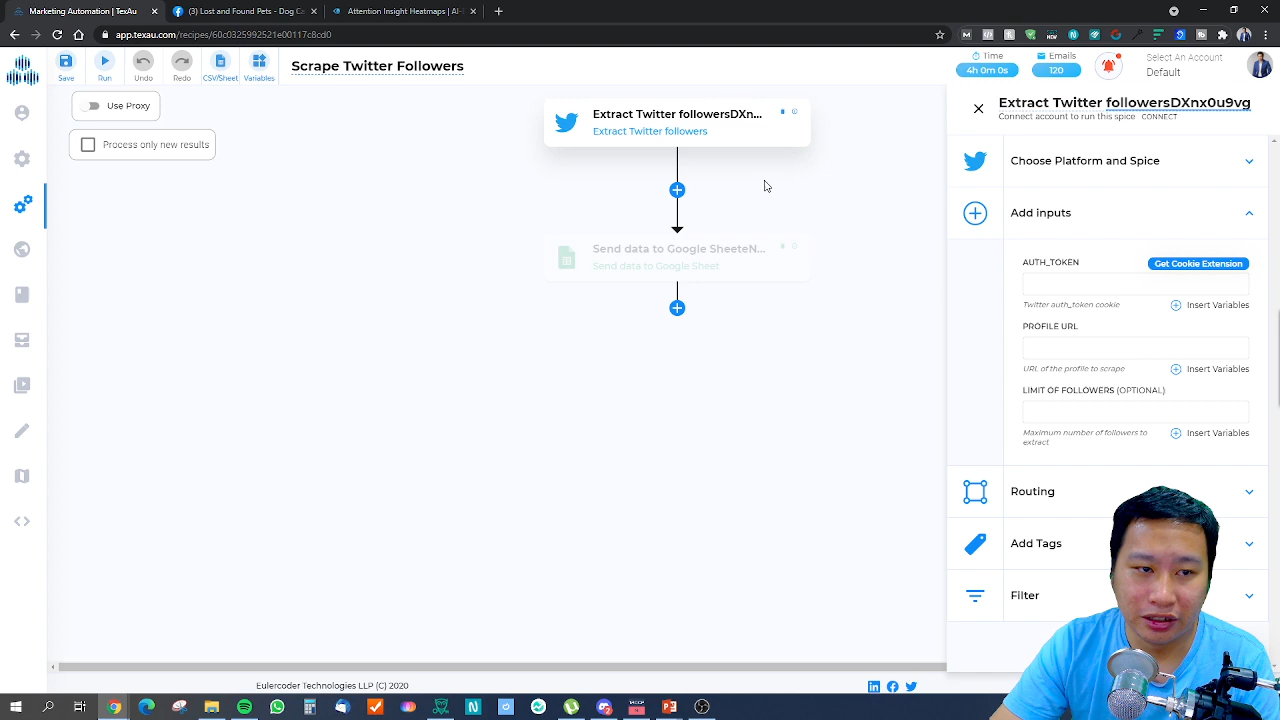 Marketing Automation | Texau
(3) Lost and Found Pets - Dog C
Attention Insight Heatmaps | AI-
app.texau.com/recipes/60c0325992521e00117c8cd0
Save
Run
Undo
Redo
CSV/Sheet
Variables
Scrape Twitter Followers
Time
4h 0m 0s
Emails
120
Select An Account
Default
Use Proxy
Process only new results
Extract Twitter followersDXn...
Extract Twitter followers
Send data to Google SheeteN...
Send data to Google Sheet
Extract Twitter followersDXnx0u9vg
Connect account to run this spice CONNECT
Choose Platform and Spice
Add inputs
AUTH_TOKEN
Get Cookie Extension
Twitter auth_token cookie
Insert Variables
PROFILE URL
URL of the profile to scrape
Insert Variables
LIMIT OF FOLLOWERS (OPTIONAL)
Maximum number of followers to
extract
Insert Variables
Routing
Add Tags
Filter
Eulercoder Technologies LLP (C) 2020